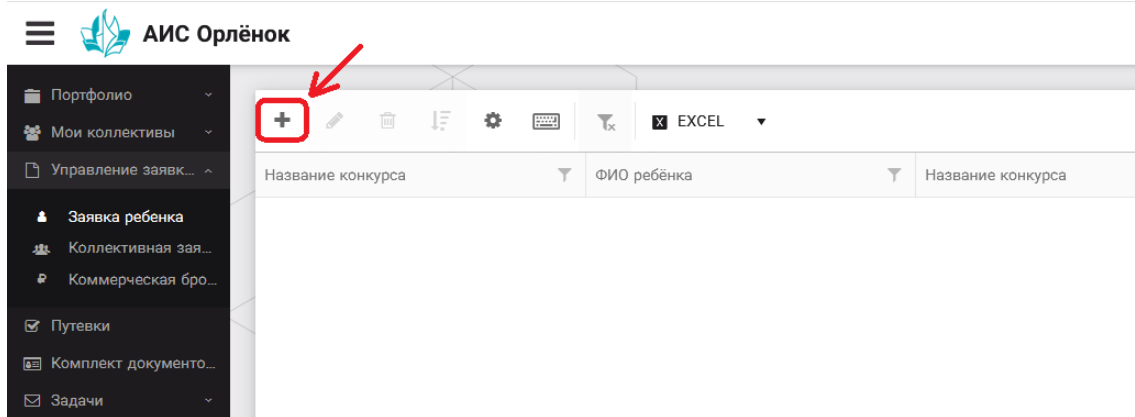 АИС Орлёнок
Портфолио
Мои коллективы
Управление заявк...
Заявка ребенка
Коллективная зая...
Коммерческая бро...
Путевки
Комплект документо...
Задачи
X EXCEL
Название конкурса ФИО ребёнка Название конкурса